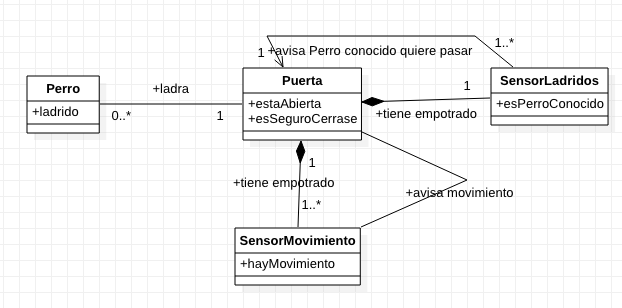 1..*
+avisa Perro conocido quiere pasar
1
Puerta
+estaAbierta
+esSeguroCerrase
SensorLadridos
+esPerroConocido
Perro
+ladrido
+ladra
0..*
1
1
+tiene empotrado
1
+tiene empotrado
+avisa movimiento
1..*
SensorMovimiento
+hayMovimiento